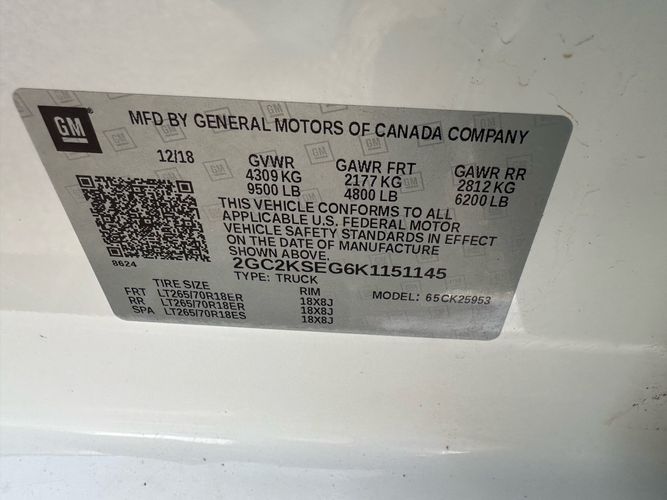 GM
MFD BY GENERAL MOTORS OF CANADA COMPANY
12/18 GVWR GAWR FRT GAWR RR
4309 KG 2177 KG 2812 KG
9500 LB 4800 LB 6200 LB
THIS VEHICLE CONFORMS TO ALL
APPLICABLE U.S. FEDERAL MOTOR
VEHICLE SAFETY STANDARDS IN EFFECT
ON THE DATE OF MANUFACTURE
SHOWN ABOVE.
8624
2GC2KSEG6K1151145
TYPE: TRUCK
TIRE SIZE RIM MODEL: 65CK25953
FRT LT265/70R18ER 18X8J
RR LT265/70R18ER 18X8J
SPA LT265/70R18ES 18X8J